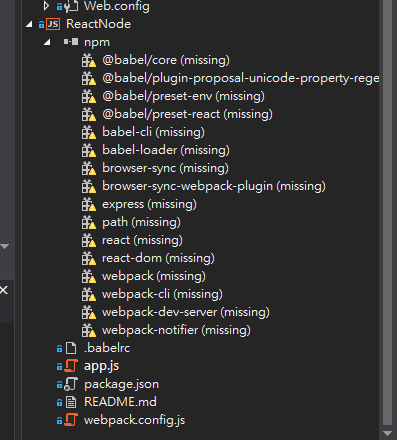 Web.config
JS ReactNode
npm
@babel/core (missing)
@babel/plugin-proposal-unicode-property-rege
@babel/preset-env (missing)
@babel/preset-react (missing)
babel-cli (missing)
babel-loader (missing)
browser-sync (missing)
browser-sync-webpack-plugin (missing)
express (missing)
path (missing)
react (missing)
react-dom (missing)
webpack (missing)
webpack-cli (missing)
webpack-dev-server (missing)
webpack-notifier (missing)
.babelrc
app.js
package.json
README.md
webpack.config.js